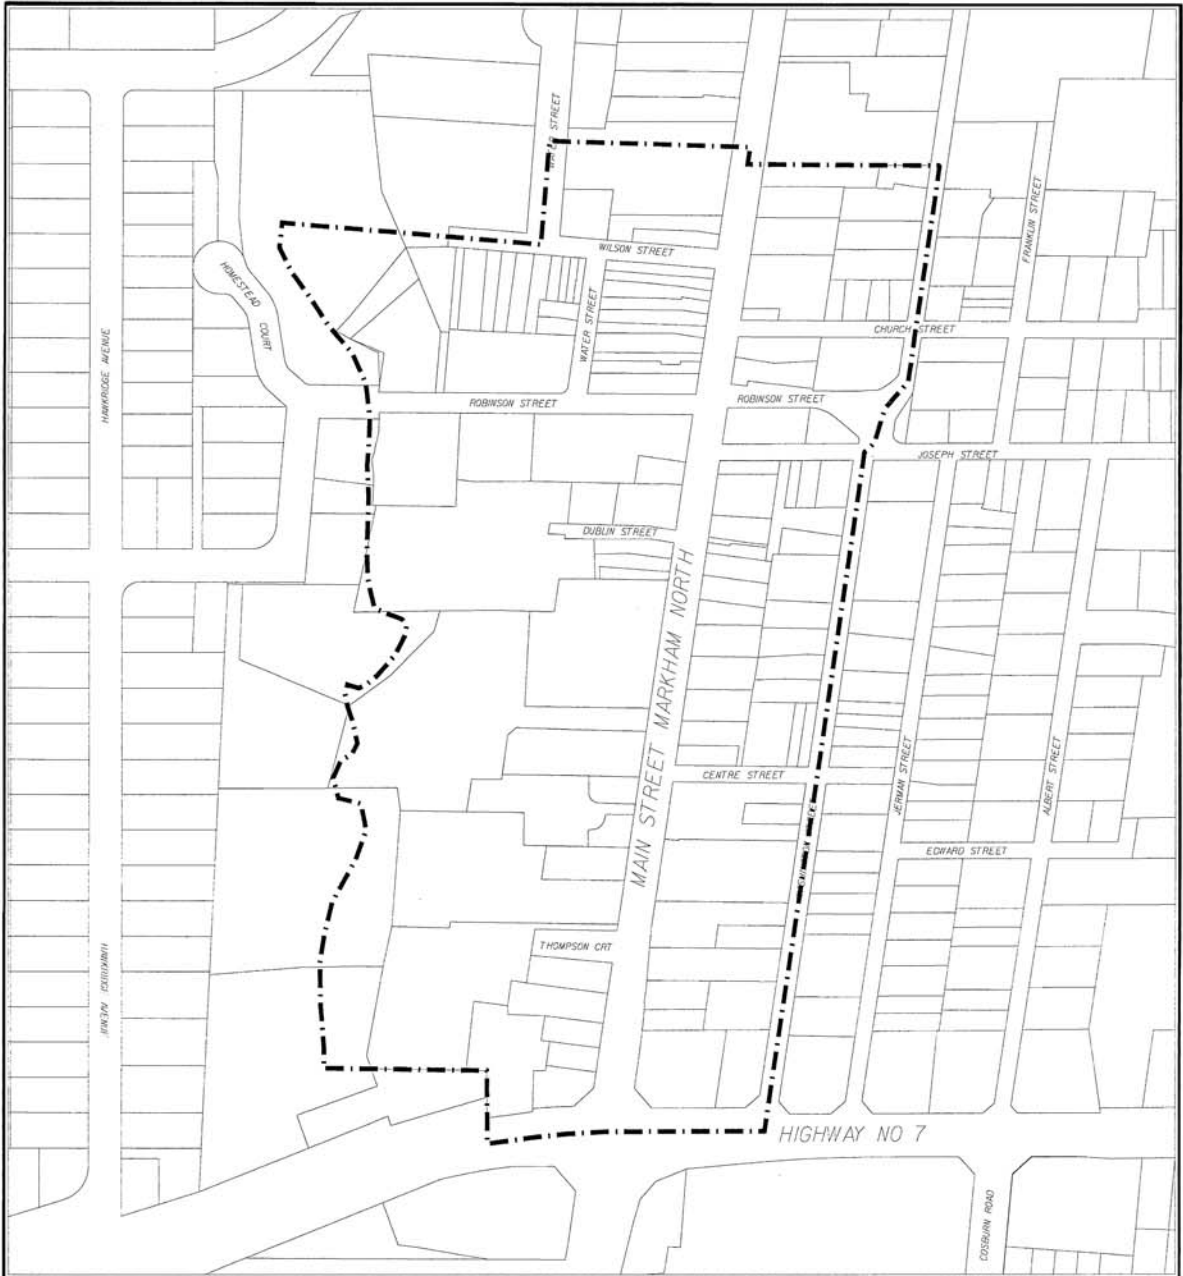 WATER STREET
FRANKLIN STREET
WILSON STREET
HOMESTEAD COURT
WATER STREET
CHURCH STREET
HAWKRIDGE AVENUE
ROBINSON STREET
ROBINSON STREET
JOSEPH STREET
DUBLIN STREET
MAIN STREET MARKHAM NORTH
CENTRE STREET
JERMAN STREET
ALBERT STREET
EDWARD STREET
THOMPSON CRT
HAWKRIDGE AVENUE
HIGHWAY NO 7
COSBURN ROAD